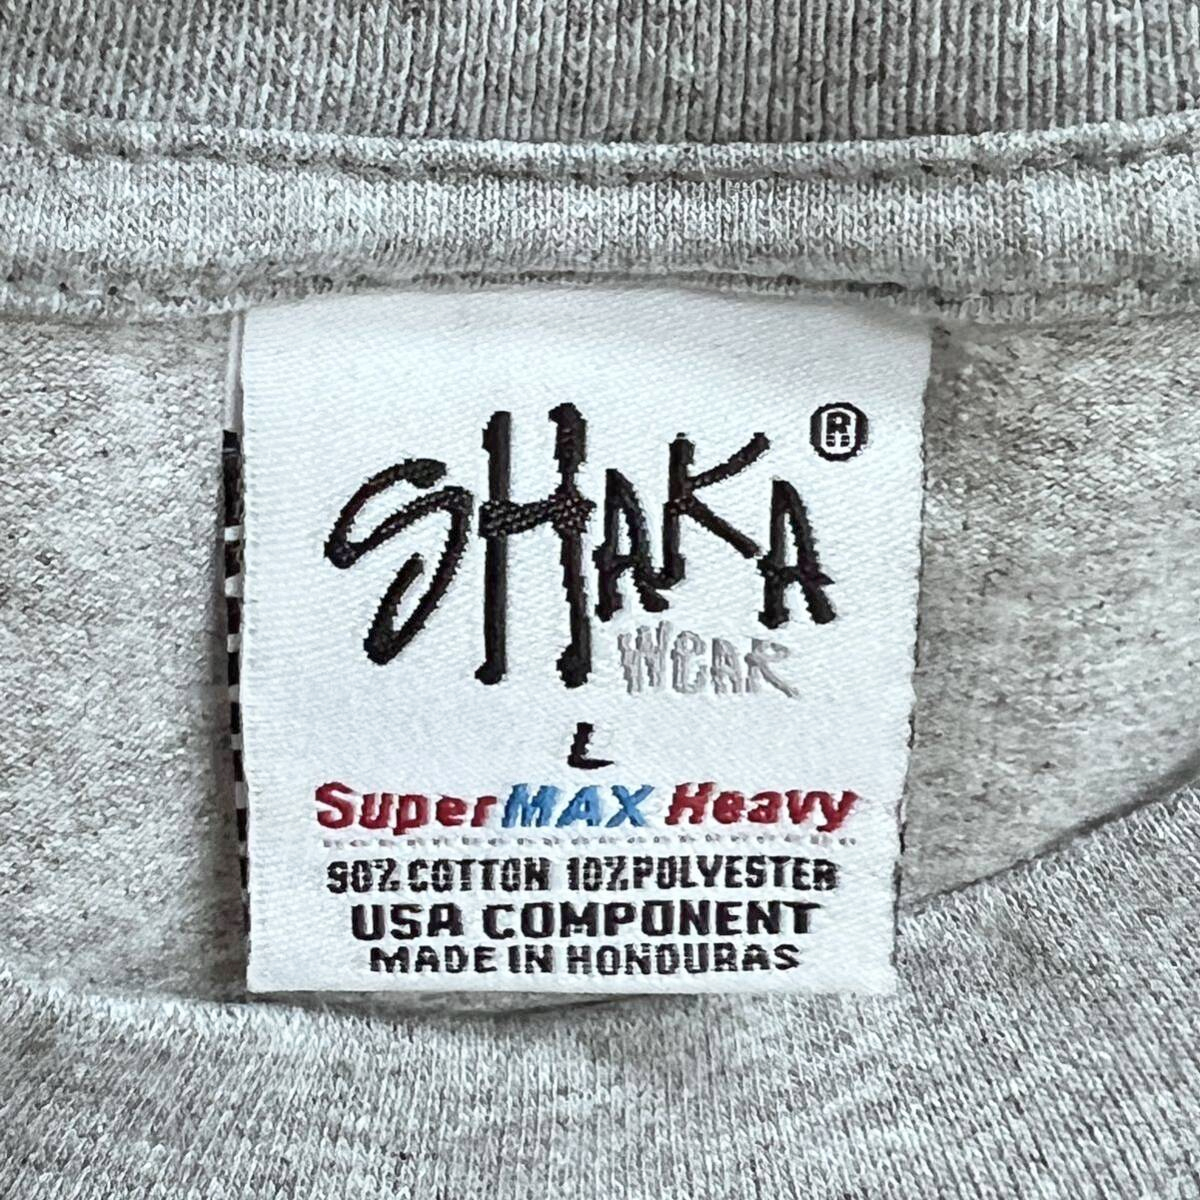 SHAKA ®
WEAR
L
SuperMAX Heavy
90% COTTON 10% POLYESTER
USA COMPONENT
MADE IN HONDURAS